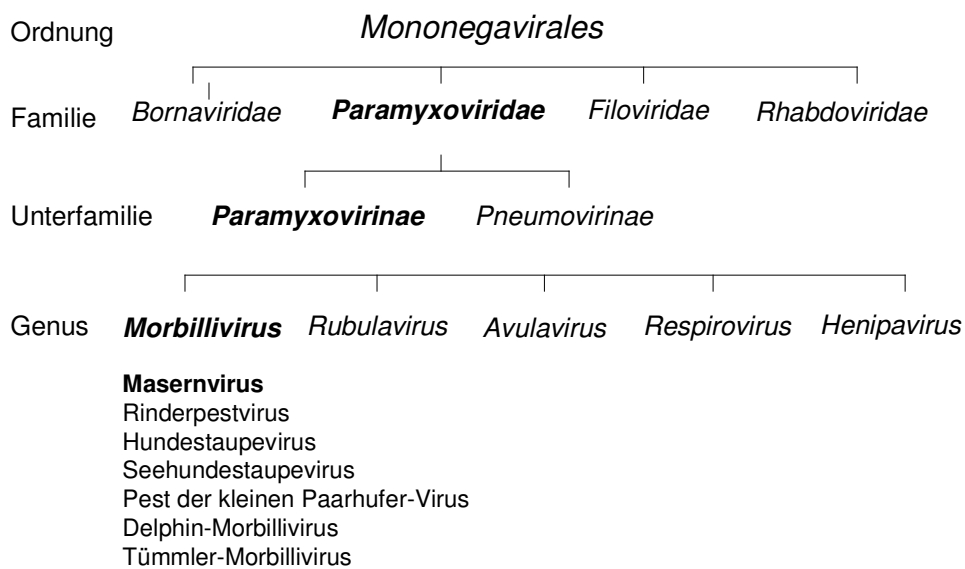 Ordnung Mononegavirales
Familie Bornaviridae Paramyxoviridae Filoviridae Rhabdoviridae
Unterfamilie Paramyxovirinae Pneumovirinae
Genus Morbillivirus Rubulavirus Avulavirus Respirovirus Henipavirus
Masernvirus
Rinderpestvirus
Hundestaupevirus
Seehundestaupevirus
Pest der kleinen Paarhufer-Virus
Delphin-Morbillivirus
Tümmler-Morbillivirus